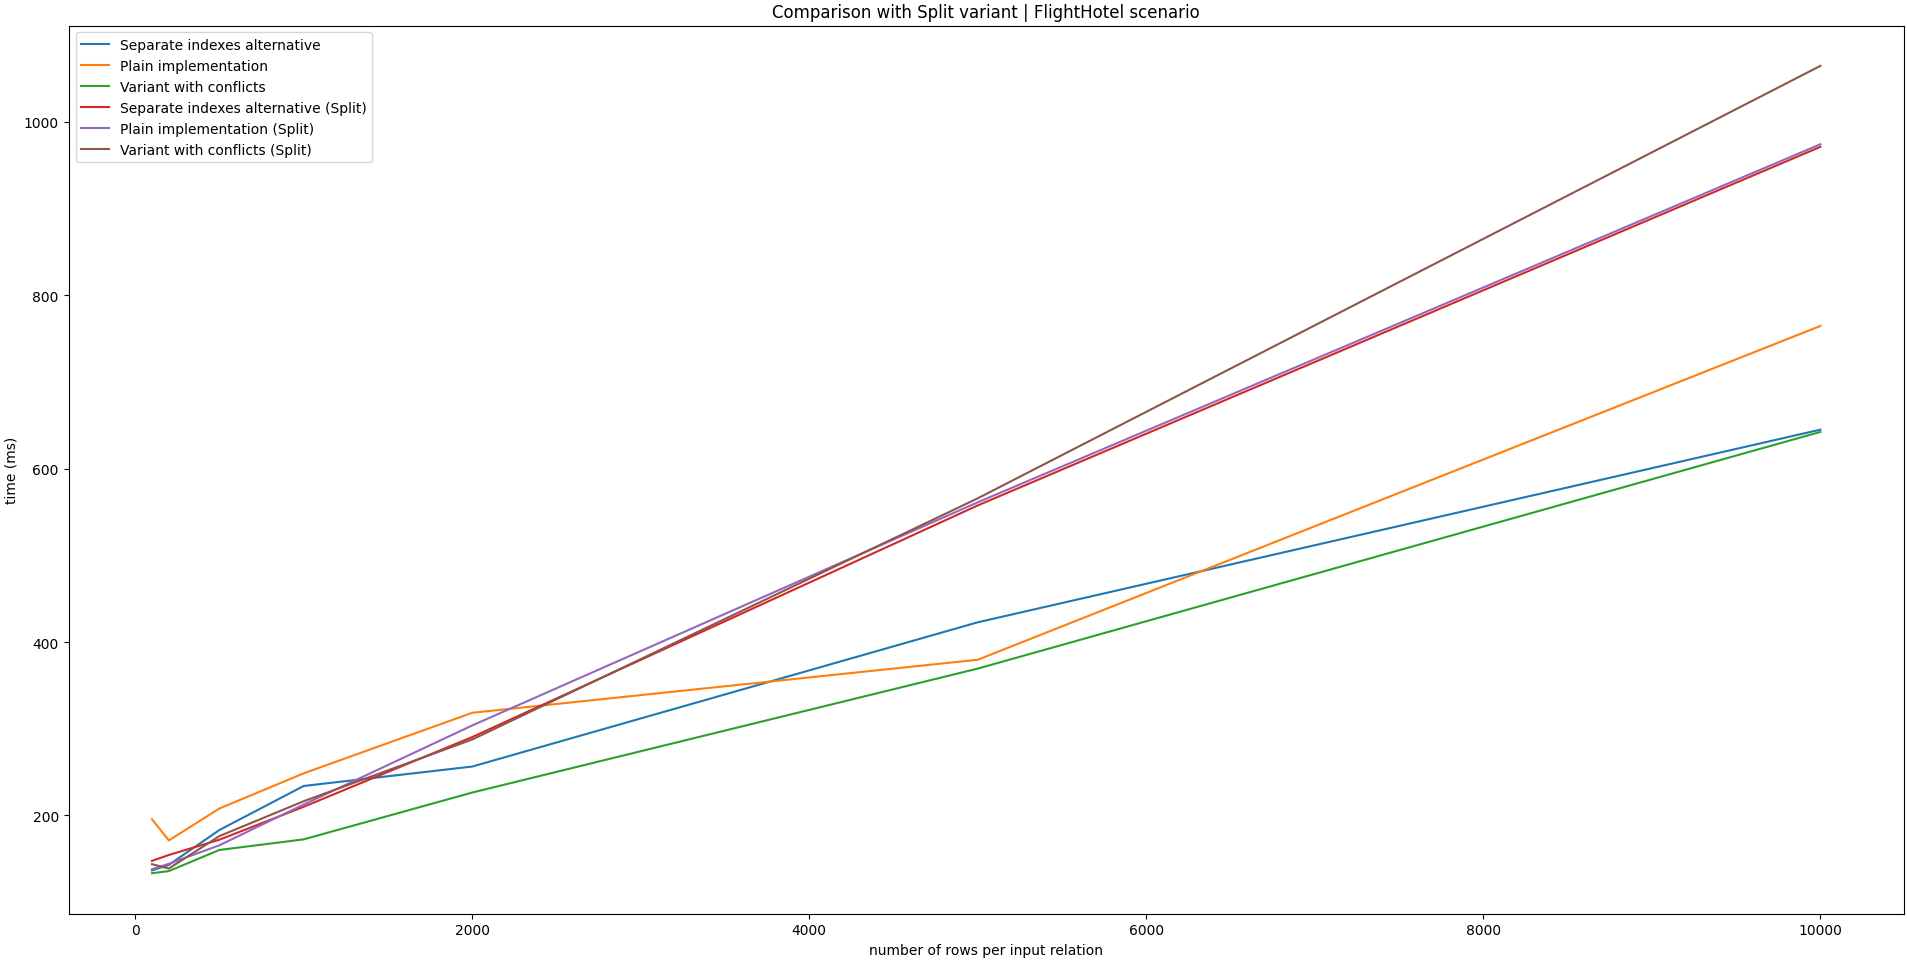 Comparison with Split variant | FlightHotel scenario
Separate indexes alternative
Plain implementation
Variant with conflicts
Separate indexes alternative (Split)
Plain implementation (Split)
Variant with conflicts (Split)
1000
800
600
400
200
time (ms)
0
2000
4000
6000
8000
10000
number of rows per input relation